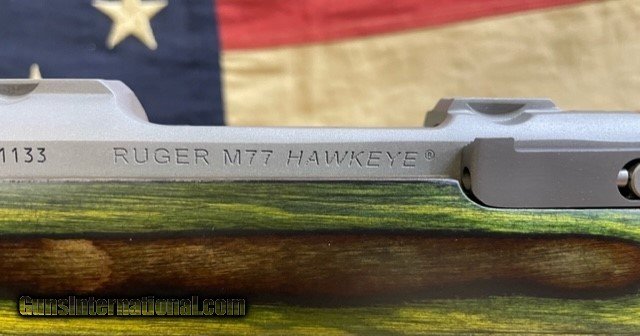 1133 RUGER M77 HAWKEYE®
GunsInternational.com